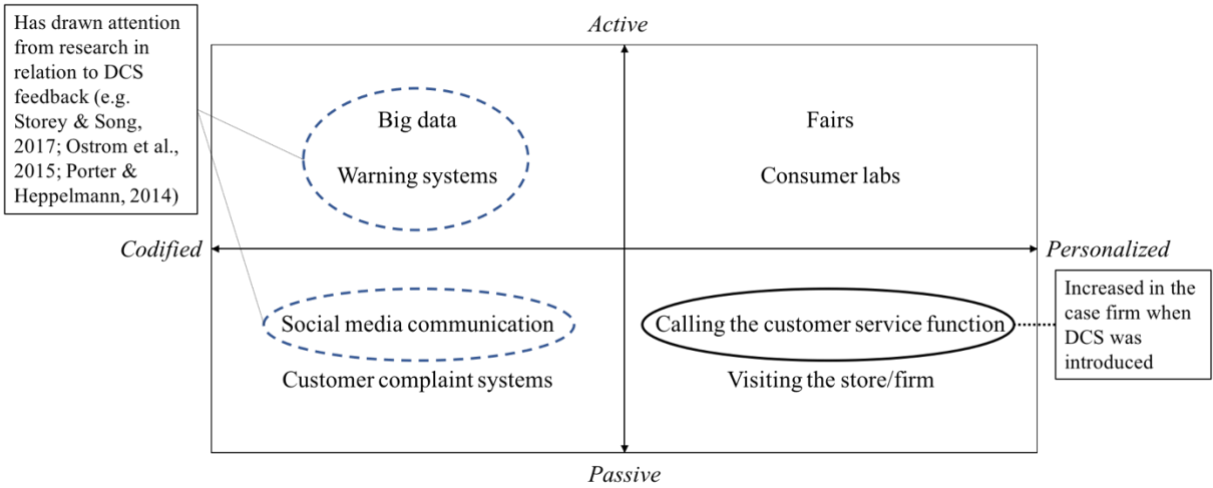 Has drawn attention
from research in
relation to DCS
feedback (e.g.
Storey & Song,
2017; Ostrom et al.,
2015; Porter &
Heppelmann, 2014)
Active
Big data
Warning systems
Fairs
Consumer labs
Codified
Personalized
Social media communication
Customer complaint systems
Calling the customer service function
Visiting the store/firm
Increased in the
case firm when
DCS was
introduced
Passive